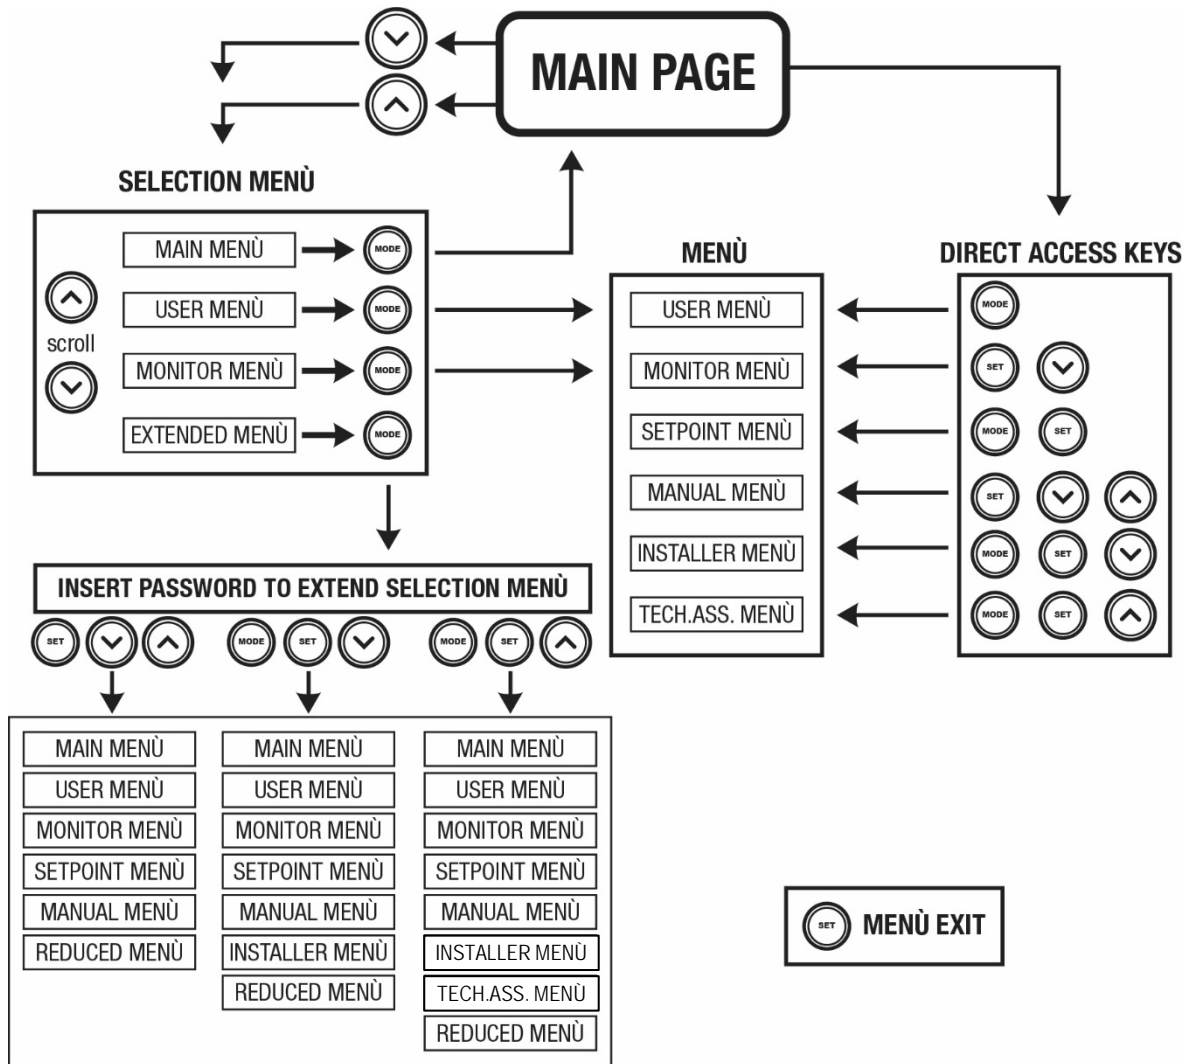 MAIN PAGE
SELECTION MENÙ
MAIN MENÙ MODE
USER MENÙ MODE
scroll
MONITOR MENÙ MODE
EXTENDED MENÙ MODE
MENÙ
USER MENÙ
MONITOR MENÙ
SETPOINT MENÙ
MANUAL MENÙ
INSTALLER MENÙ
TECH.ASS. MENÙ
DIRECT ACCESS KEYS
MODE
SET
MODE SET
SET
MODE SET
MODE SET
INSERT PASSWORD TO EXTEND SELECTION MENÙ
SET MODE SET MODE SET
MAIN MENÙ
USER MENÙ
MONITOR MENÙ
SETPOINT MENÙ
MANUAL MENÙ
REDUCED MENÙ
MAIN MENÙ
USER MENÙ
MONITOR MENÙ
SETPOINT MENÙ
MANUAL MENÙ
INSTALLER MENÙ
REDUCED MENÙ
MAIN MENÙ
USER MENÙ
MONITOR MENÙ
SETPOINT MENÙ
MANUAL MENÙ
INSTALLER MENÙ
TECH.ASS. MENÙ
REDUCED MENÙ
SET MENÙ EXIT